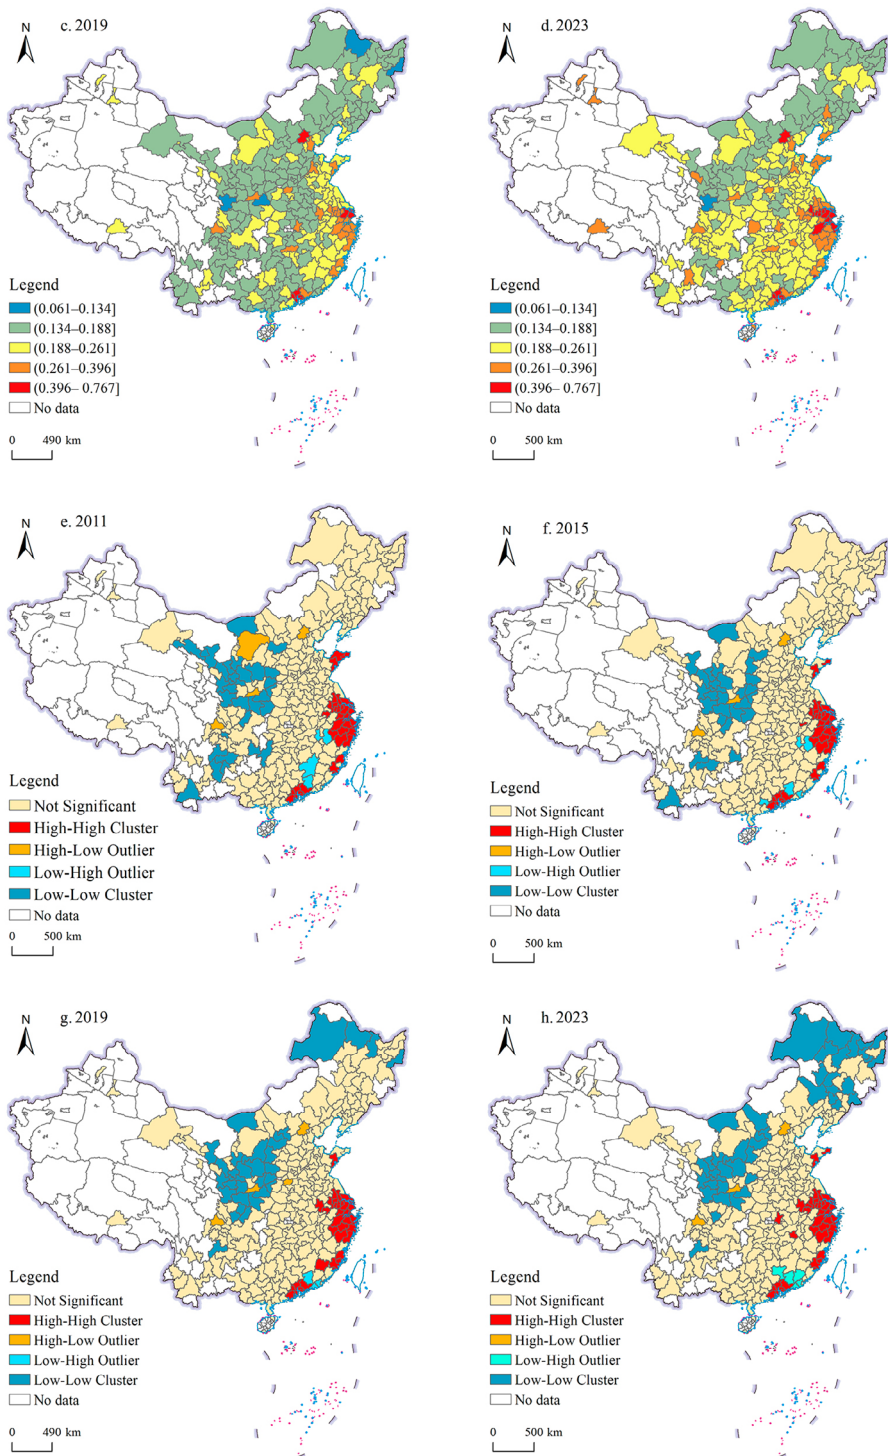 N
c. 2019
Legend
(0.061–0.134]
(0.134–0.188]
(0.188–0.261]
(0.261–0.396]
(0.396– 0.767]
No data
0 490 km
N
d. 2023
Legend
(0.061–0.134]
(0.134–0.188]
(0.188–0.261]
(0.261–0.396]
(0.396– 0.767]
No data
0 500 km
N
e. 2011
Legend
Not Significant
High-High Cluster
High-Low Outlier
Low-High Outlier
Low-Low Cluster
No data
0 500 km
N
f. 2015
Legend
Not Significant
High-High Cluster
High-Low Outlier
Low-High Outlier
Low-Low Cluster
No data
0 500 km
N
g. 2019
Legend
Not Significant
High-High Cluster
High-Low Outlier
Low-High Outlier
Low-Low Cluster
No data
0 490 km
N
h. 2023
Legend
Not Significant
High-High Cluster
High-Low Outlier
Low-High Outlier
Low-Low Cluster
No data
0 500 km